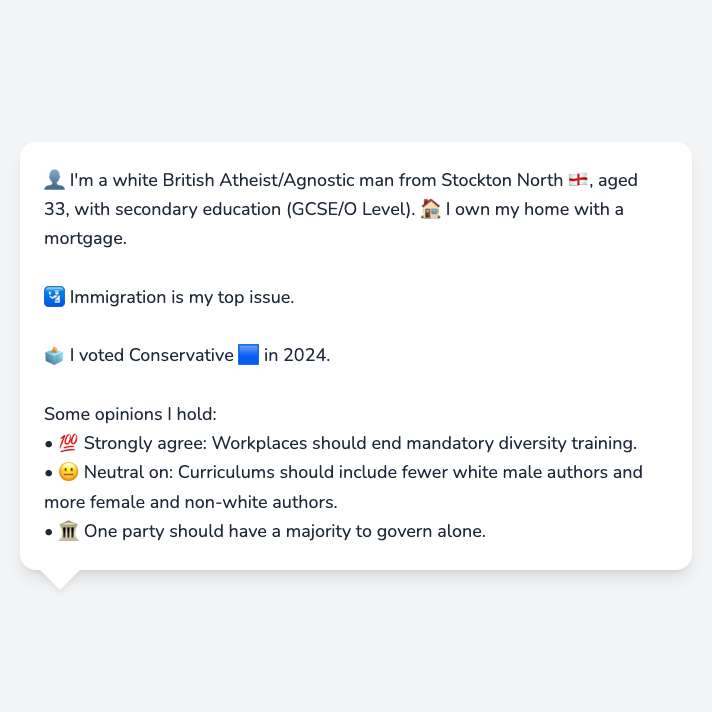 👤 I'm a white British Atheist/Agnostic man from Stockton North 🏴󠁧󠁢󠁥󠁮󠁧󠁿, aged
33, with secondary education (GCSE/O Level). 🏠 I own my home with a
mortgage.
🛂 Immigration is my top issue.
🗳️ I voted Conservative 🟦 in 2024.
Some opinions I hold:
• 💯 Strongly agree: Workplaces should end mandatory diversity training.
• 😐 Neutral on: Curriculums should include fewer white male authors and
more female and non-white authors.
• 🏛️ One party should have a majority to govern alone.